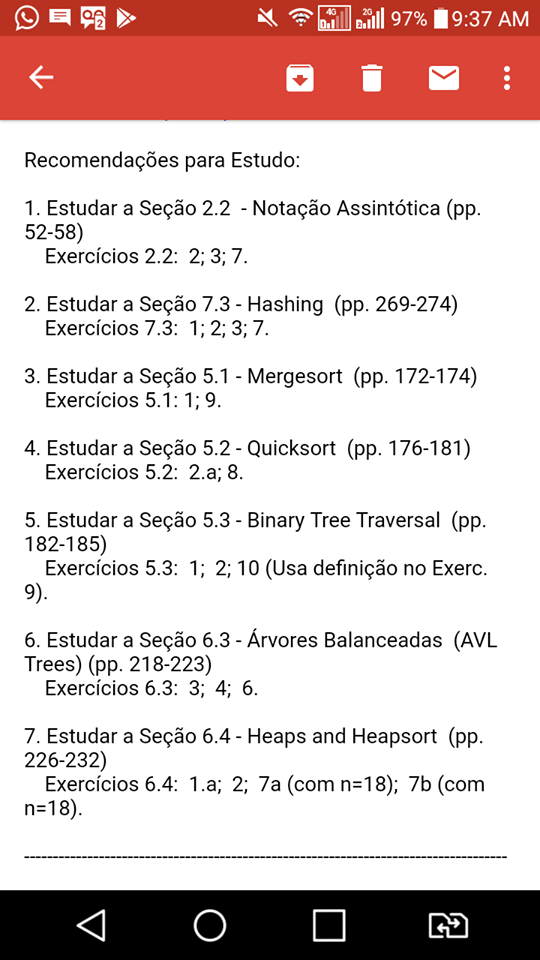 97% 9:37 AM
Recomendações para Estudo:
1. Estudar a Seção 2.2 - Notação Assintótica (pp.
52-58)
Exercícios 2.2: 2; 3; 7.
2. Estudar a Seção 7.3 - Hashing (pp. 269-274)
Exercícios 7.3: 1; 2; 3; 7.
3. Estudar a Seção 5.1 - Mergesort (pp. 172-174)
Exercícios 5.1: 1; 9.
4. Estudar a Seção 5.2 - Quicksort (pp. 176-181)
Exercícios 5.2: 2.a; 8.
5. Estudar a Seção 5.3 - Binary Tree Traversal (pp.
182-185)
Exercícios 5.3: 1; 2; 10 (Usa definição no Exerc.
9).
6. Estudar a Seção 6.3 - Árvores Balanceadas (AVL
Trees) (pp. 218-223)
Exercícios 6.3: 3; 4; 6.
7. Estudar a Seção 6.4 - Heaps and Heapsort (pp.
226-232)
Exercícios 6.4: 1.a; 2; 7a (com n=18); 7b (com
n=18).